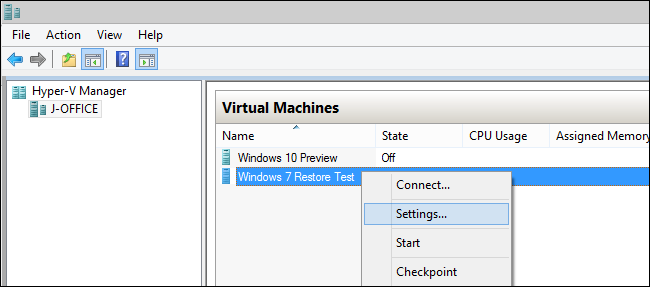 File Action View Help
Hyper-V Manager
J-OFFICE
Virtual Machines
Name State CPU Usage Assigned Memory
Windows 10 Preview Off
Windows 7 Restore Test
Connect...
Settings...
Start
Checkpoint